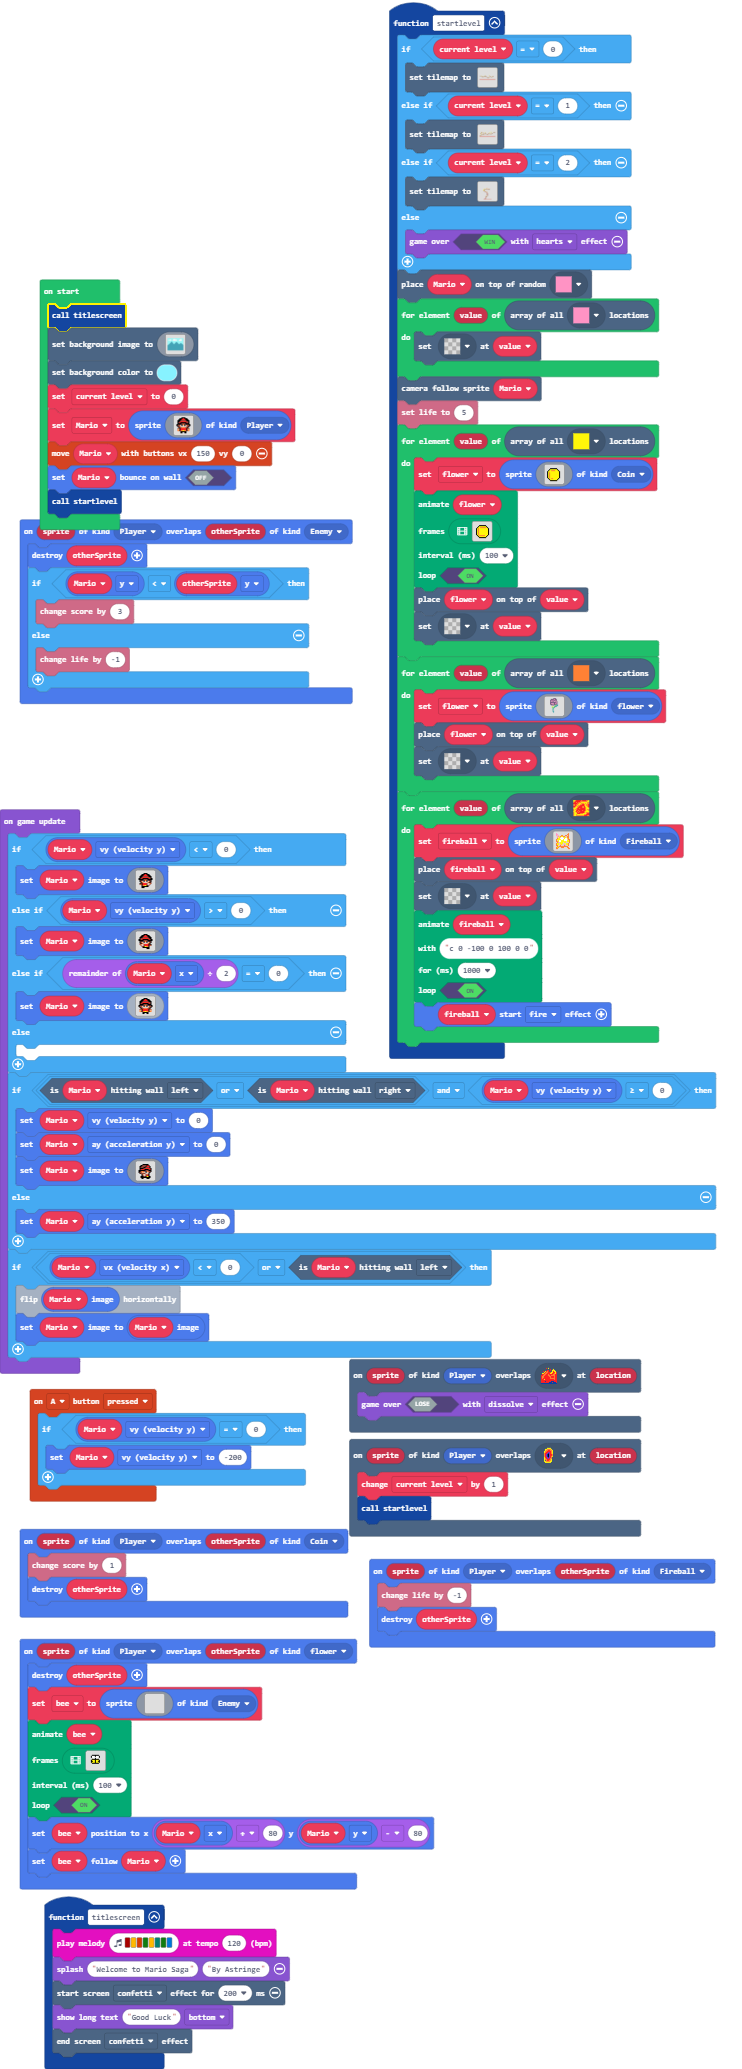 function startlevel
if current level = 0 then
set tilemap to
else if current level = 1 then
set tilemap to
else if current level = 2 then
set tilemap to
else
game over WIN with hearts effect
place Mario on top of random
for element value of array of all locations
do
set at value
camera follow sprite Mario
set life to 5
for element value of array of all locations
do
set flower to sprite of kind Coin
animate flower
frames
interval (ms) 100
loop ON
place flower on top of value
set at value
for element value of array of all locations
do
set flower to sprite of kind flower
place flower on top of value
set at value
for element value of array of all locations
do
set fireball to sprite of kind Fireball
place fireball on top of value
set at value
animate fireball
with "c 0 -100 0 100 0 0"
for (ms) 1000
loop ON
fireball start fire effect
on start
call titlescreen
set background image to
set background color to
set current level to 0
set Mario to sprite of kind Player
move Mario with buttons vx 150 vy 0
set Mario bounce on wall OFF
call startlevel
on sprite of kind Player overlaps otherSprite of kind Enemy
destroy otherSprite
if Mario y < otherSprite y then
change score by 3
else
change life by -1
on game update
if Mario vy (velocity y) < 0 then
set Mario image to
else if Mario vy (velocity y) > 0 then
set Mario image to
else if remainder of Mario x ÷ 2 = 0 then
set Mario image to
else
if is Mario hitting wall left or is Mario hitting wall right and Mario vy (velocity y) ≥ 0 then
set Mario vy (velocity y) to 0
set Mario ay (acceleration y) to 0
set Mario image to
else
set Mario ay (acceleration y) to 350
if Mario vx (velocity x) < 0 or is Mario hitting wall left then
flip Mario image horizontally
set Mario image to Mario image
on sprite of kind Player overlaps at location
game over LOSE with dissolve effect
on A button pressed
if Mario vy (velocity y) = 0 then
set Mario vy (velocity y) to -200
on sprite of kind Player overlaps at location
change current level by 1
call startlevel
on sprite of kind Player overlaps otherSprite of kind Coin
change score by 1
destroy otherSprite
on sprite of kind Player overlaps otherSprite of kind Fireball
change life by -1
destroy otherSprite
on sprite of kind Player overlaps otherSprite of kind flower
destroy otherSprite
set bee to sprite of kind Enemy
animate bee
frames
interval (ms) 100
loop ON
set bee position to x Mario x + 80 y Mario y - 80
set bee follow Mario
function titlescreen
play melody at tempo 120 (bpm)
splash "Welcome to Mario Saga" "By Astringe"
start screen confetti effect for 200 ms
show long text "Good Luck" bottom
end screen confetti effect